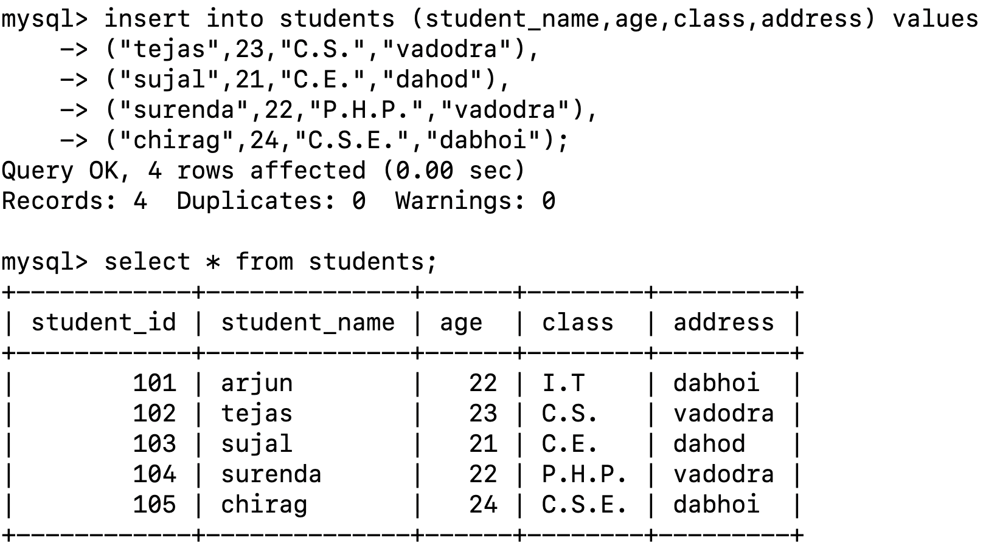 mysql> insert into students (student_name,age,class,address) values
    -> ("tejas",23,"C.S.","vadodra"),
    -> ("sujal",21,"C.E.","dahod"),
    -> ("surenda",22,"P.H.P.","vadodra"),
    -> ("chirag",24,"C.S.E.","dabhoi");
Query OK, 4 rows affected (0.00 sec)
Records: 4  Duplicates: 0  Warnings: 0

mysql> select * from students;
+------------+--------------+------+--------+---------+
| student_id | student_name | age  | class  | address |
+------------+--------------+------+--------+---------+
|        101 | arjun        |   22 | I.T    | dabhoi  |
|        102 | tejas        |   23 | C.S.   | vadodra |
|        103 | sujal        |   21 | C.E.   | dahod   |
|        104 | surenda      |   22 | P.H.P. | vadodra |
|        105 | chirag       |   24 | C.S.E. | dabhoi  |
+------------+--------------+------+--------+---------+